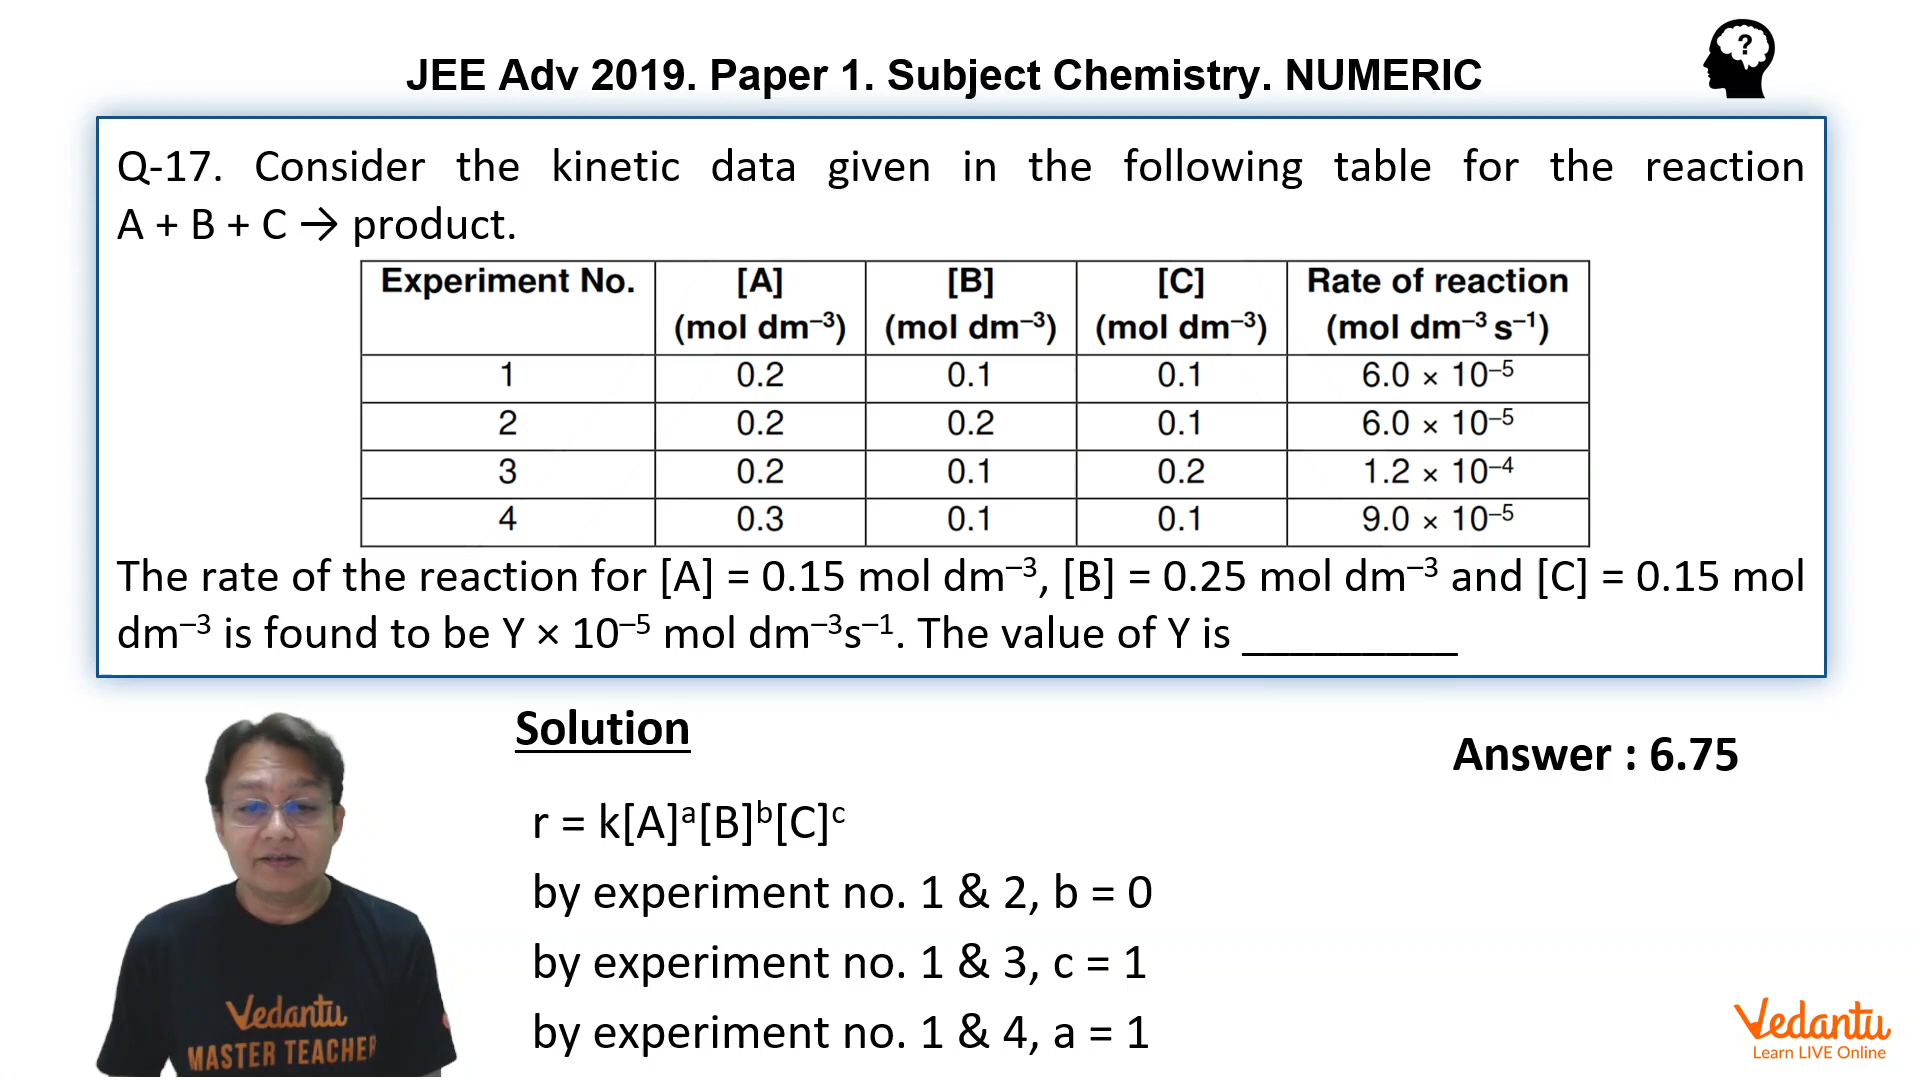 ?
JEE Adv 2019. Paper 1. Subject Chemistry. NUMERIC
Q-17. Consider the kinetic data given in the following table for the reaction
A + B + C → product.
Experiment No. [A] [B] [C] Rate of reaction
(mol dm⁻³) (mol dm⁻³) (mol dm⁻³) (mol dm⁻³ s⁻¹)
1 0.2 0.1 0.1 6.0 × 10⁻⁵
2 0.2 0.2 0.1 6.0 × 10⁻⁵
3 0.2 0.1 0.2 1.2 × 10⁻⁴
4 0.3 0.1 0.1 9.0 × 10⁻⁵
The rate of the reaction for [A] = 0.15 mol dm⁻³, [B] = 0.25 mol dm⁻³ and [C] = 0.15 mol
dm⁻³ is found to be Y × 10⁻⁵ mol dm⁻³s⁻¹. The value of Y is _________
Solution
Answer : 6.75
r = k[A]ᵃ[B]ᵇ[C]ᶜ
by experiment no. 1 & 2, b = 0
by experiment no. 1 & 3, c = 1
by experiment no. 1 & 4, a = 1
Vedantu
MASTER TEACHER
Vedantu
Learn LIVE Online